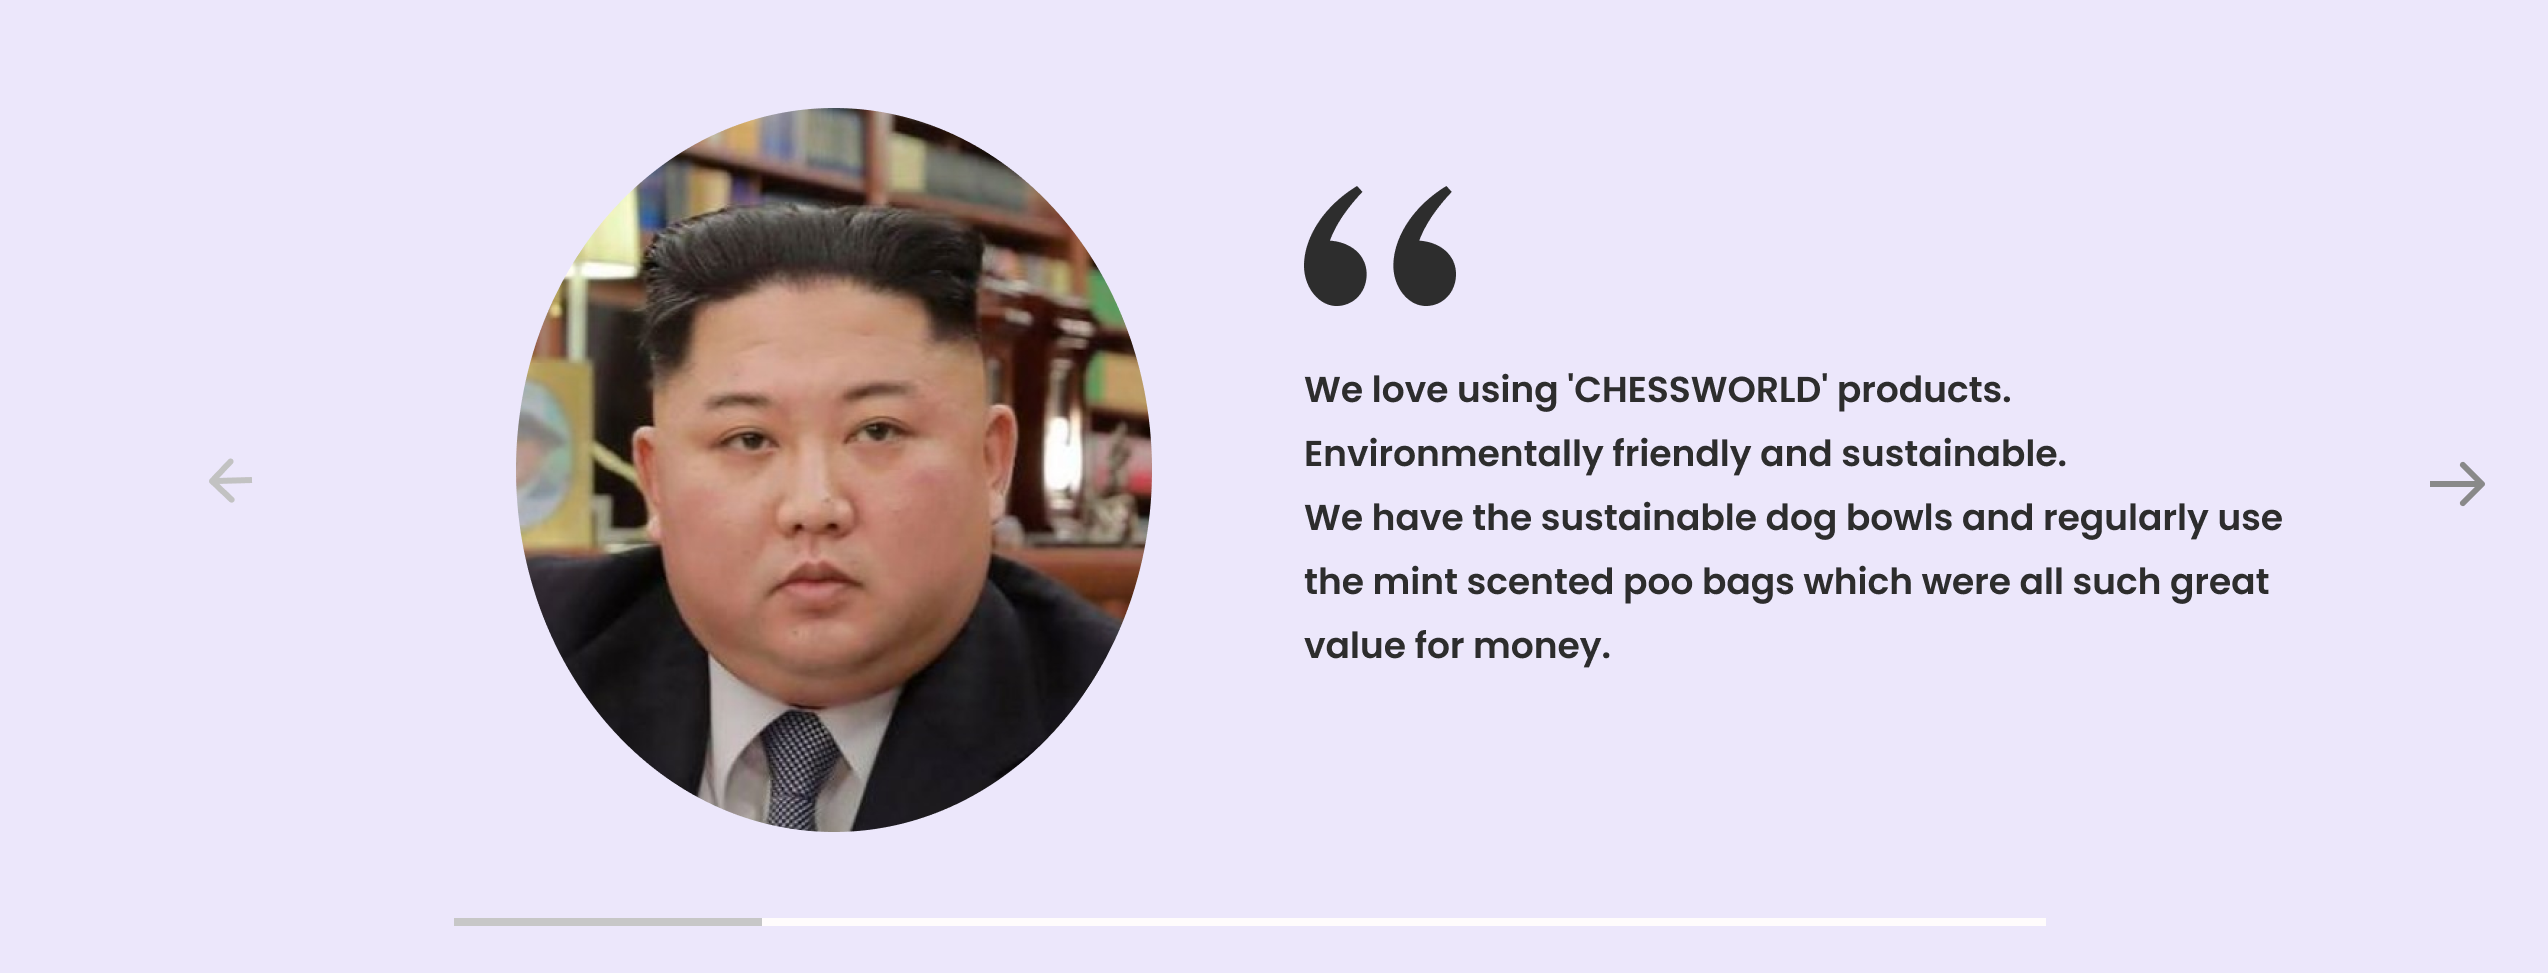 We love using 'CHESSWORLD' products.
Environmentally friendly and sustainable.
We have the sustainable dog bowls and regularly use
the mint scented poo bags which were all such great
value for money.